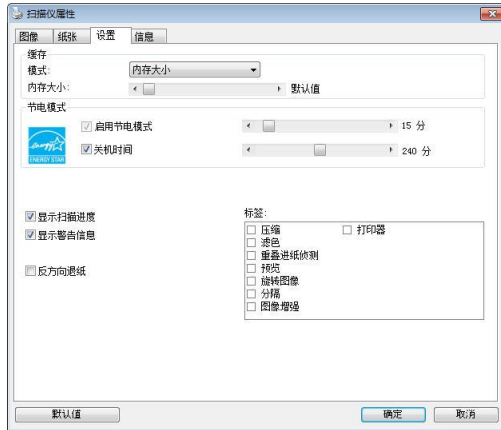 扫描仪属性
图像 纸张 设置 信息
缓存
模式: 内存大小
内存大小: 默认值
节电模式
启用节电模式 15 分
关机时间 240 分
ENERGY STAR
显示扫描进度
显示警告信息
反方向退纸
标签:
压缩 打印器
滤色
重叠进纸侦测
预览
旋转图像
分隔
图像增强
默认值 确定 取消